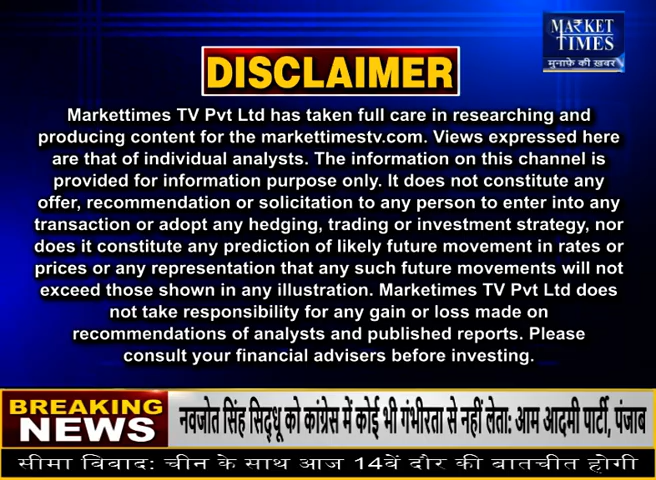 MARKET
TIMES
मुनाफे की ख़बर
DISCLAIMER
Markettimes TV Pvt Ltd has taken full care in researching and
producing content for the markettimestv.com. Views expressed here
are that of individual analysts. The information on this channel is
provided for information purpose only. It does not constitute any
offer, recommendation or solicitation to any person to enter into any
transaction or adopt any hedging, trading or investment strategy, nor
does it constitute any prediction of likely future movement in rates or
prices or any representation that any such future movements will not
exceed those shown in any illustration. Marketimes TV Pvt Ltd does
not take responsibility for any gain or loss made on
recommendations of analysts and published reports. Please
consult your financial advisers before investing.
BREAKING
NEWS
नवजोत सिंह सिद्धू को कांग्रेस में कोई भी गंभीरता से नहीं लेता: आम आदमी पार्टी, पंजाब
सीमा विवाद: चीन के साथ आज 14वें दौर की बातचीत होगी